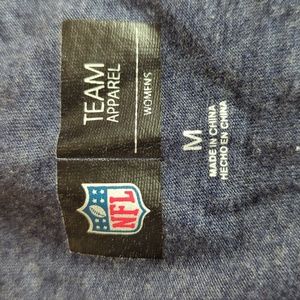 TEAM
APPAREL
WOMENS
NFL
M
MADE IN CHINA
HECHO EN CHINA